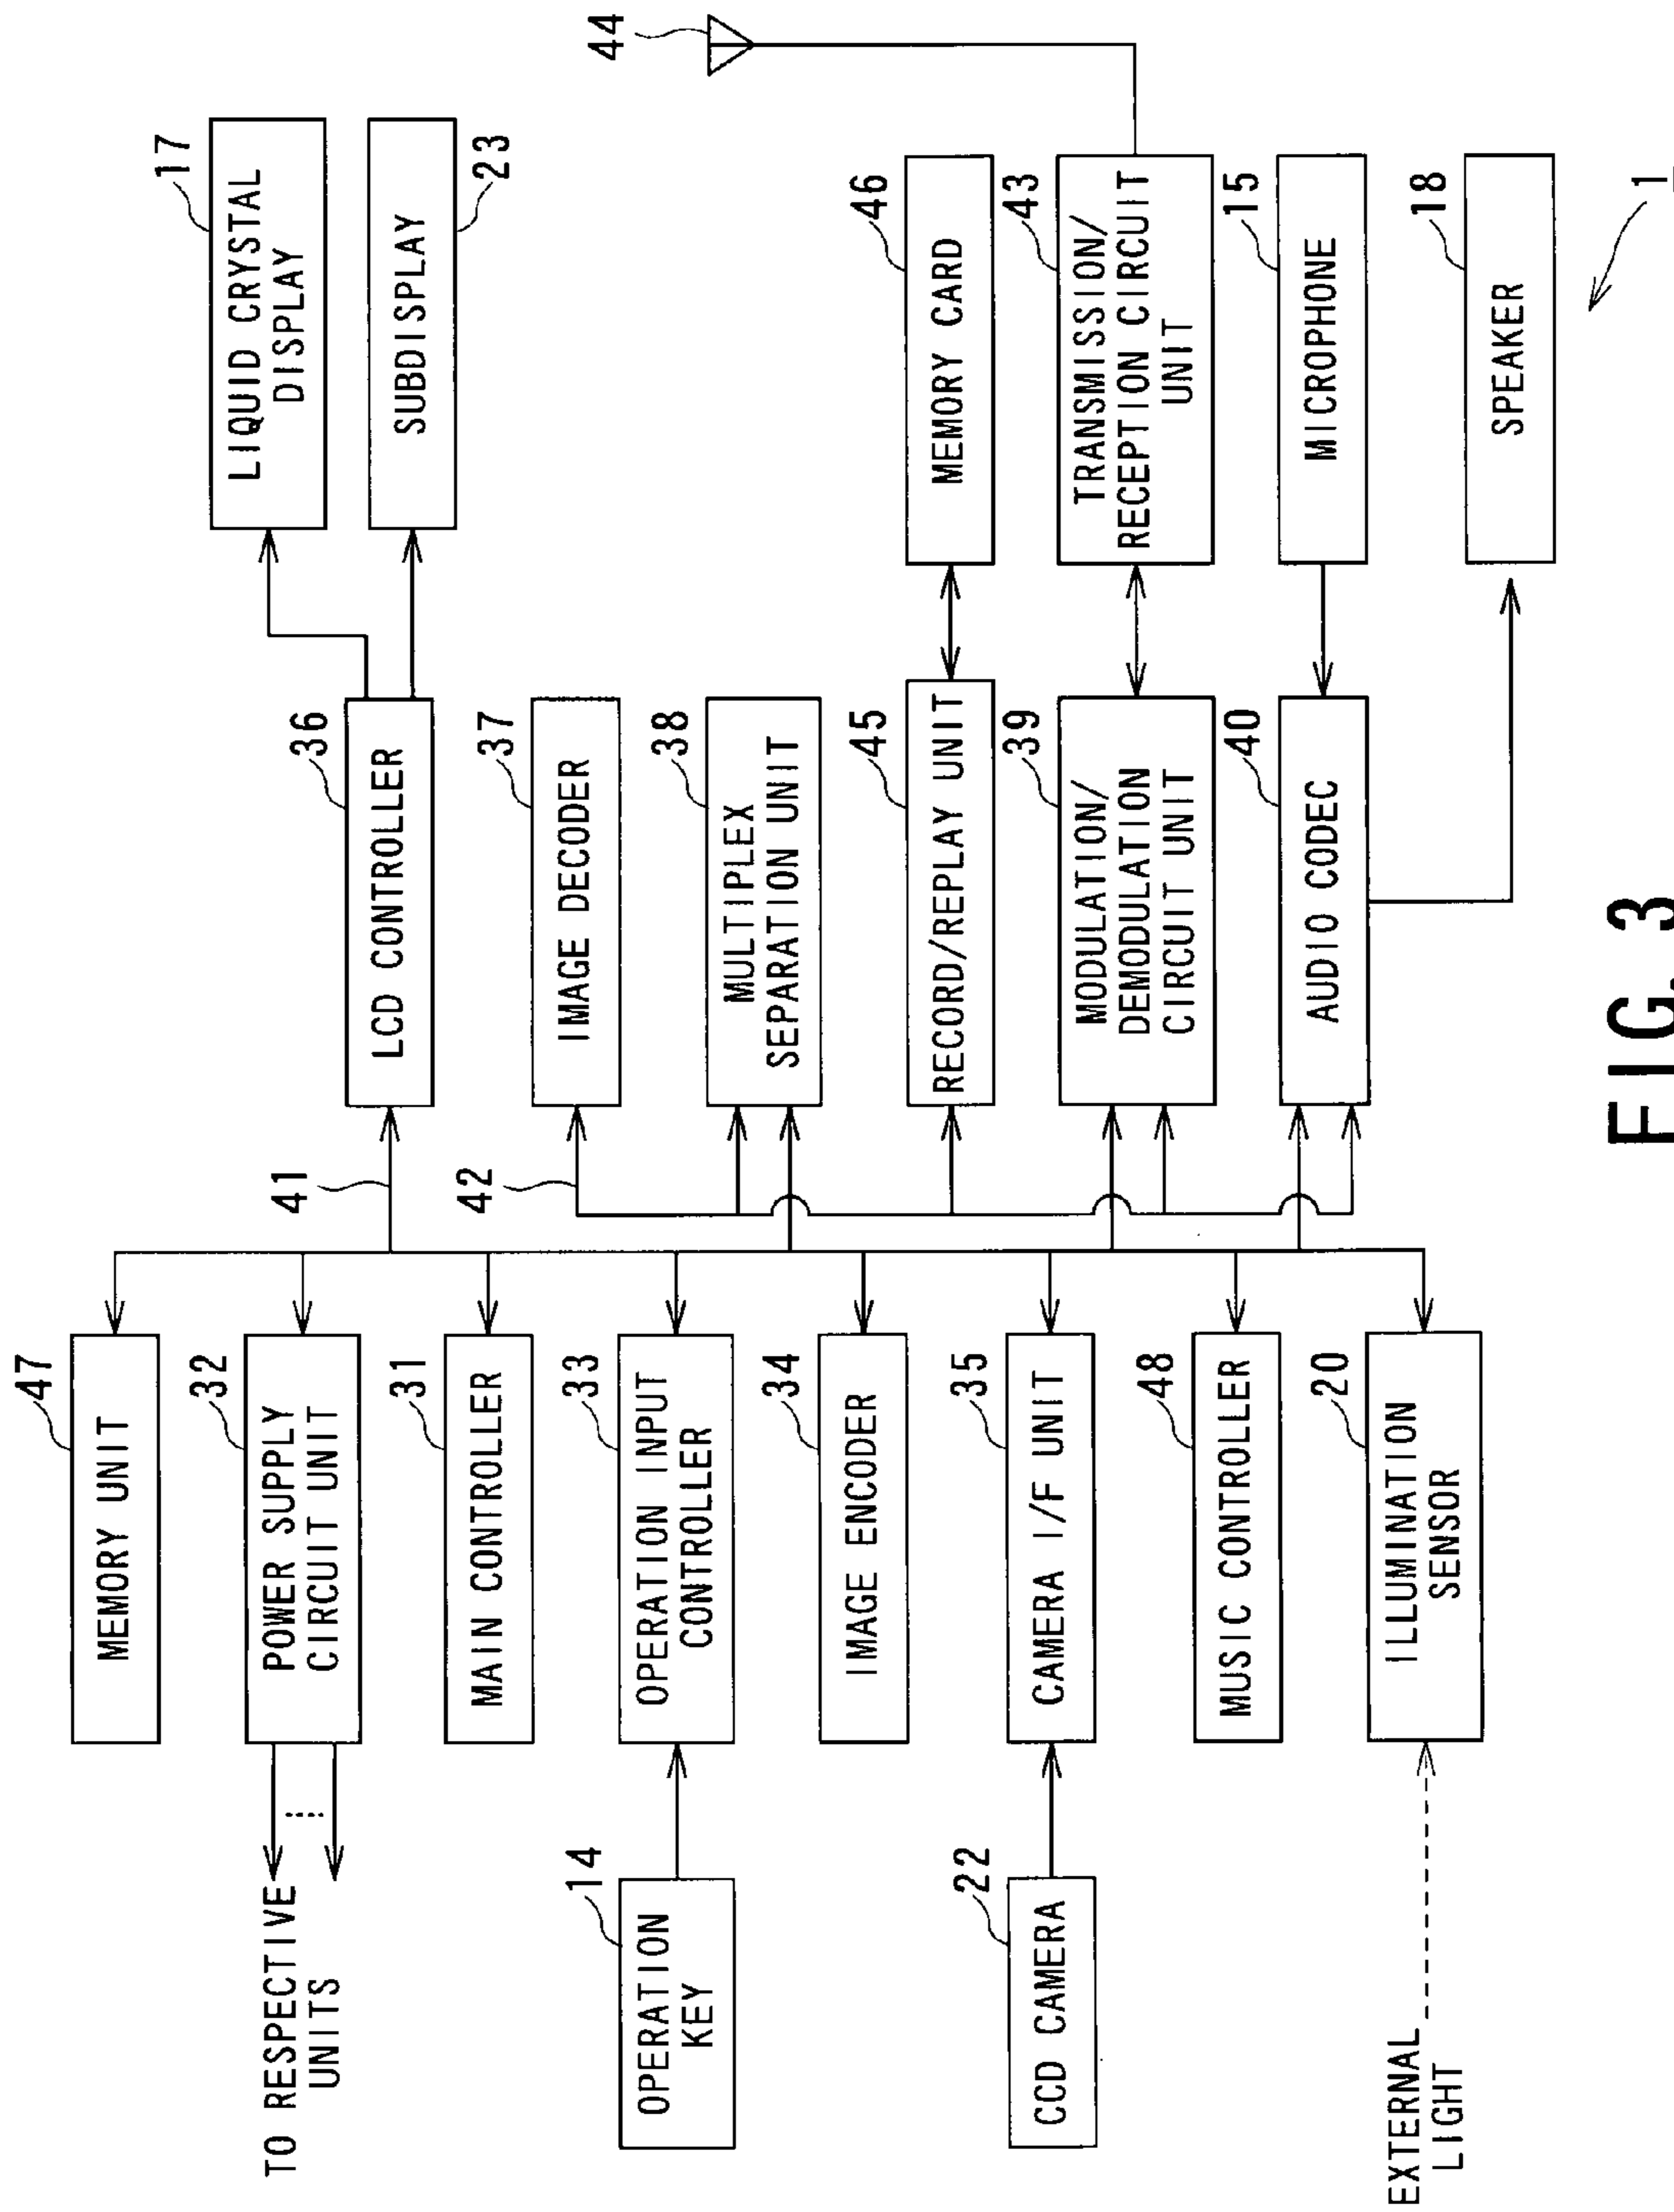 47
MEMORY UNIT
TO RESPECTIVE
UNITS
32
POWER SUPPLY
CIRCUIT UNIT
31
MAIN CONTROLLER
14
OPERATION
KEY
33
OPERATION INPUT
CONTROLLER
34
IMAGE ENCODER
22
CCD CAMERA
35
CAMERA I/F UNIT
48
MUSIC CONTROLLER
EXTERNAL
LIGHT
20
ILLUMINATION
SENSOR
41
42
36
LCD CONTROLLER
37
IMAGE DECODER
38
MULTIPLEX
SEPARATION UNIT
45
RECORD/REPLAY UNIT
39
MODULATION/
DEMODULATION
CIRCUIT UNIT
40
AUDIO CODEC
17
LIQUID CRYSTAL
DISPLAY
23
SUBDISPLAY
44
46
MEMORY CARD
43
TRANSMISSION/
RECEPTION CIRCUIT
UNIT
15
MICROPHONE
18
SPEAKER
1
FIG. 3